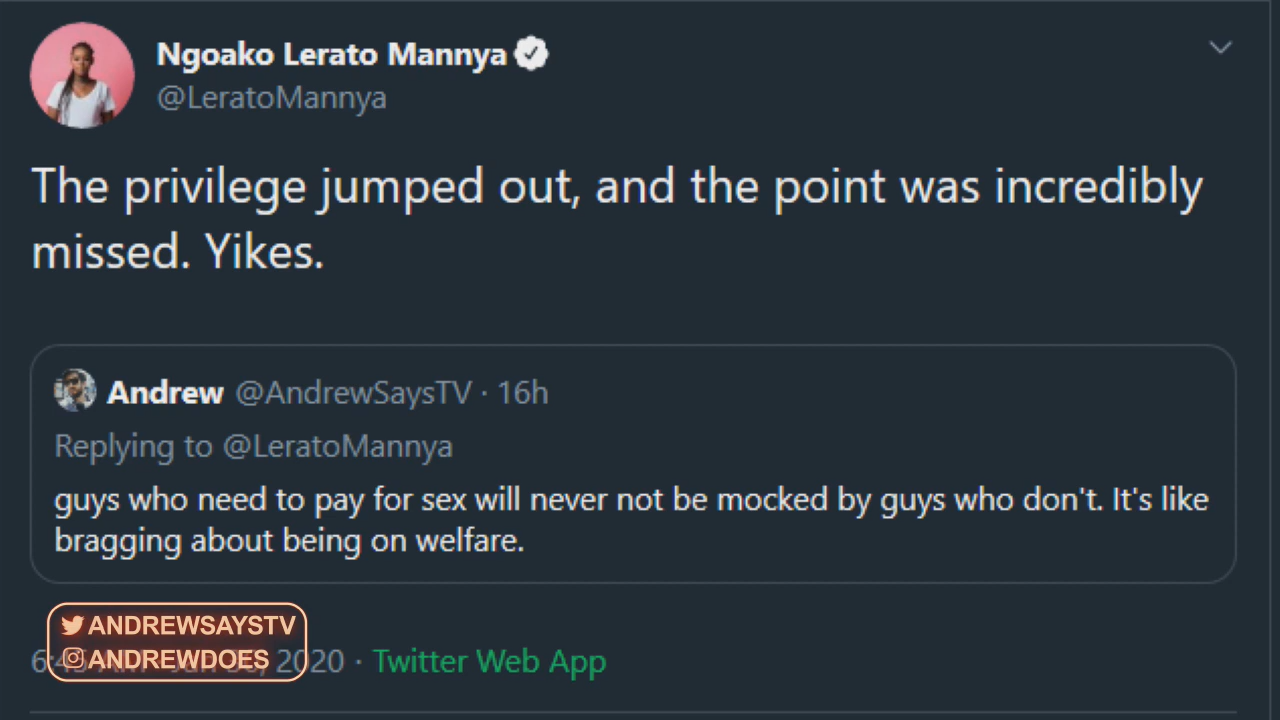 Ngoako Lerato Mannya
@LeratoMannya
The privilege jumped out, and the point was incredibly
missed. Yikes.
Andrew @AndrewSaysTV · 16h
Replying to @LeratoMannya
guys who need to pay for sex will never not be mocked by guys who don't. It's like
bragging about being on welfare.
ANDREWSAYSTV
ANDREWDOES
2020 · Twitter Web App